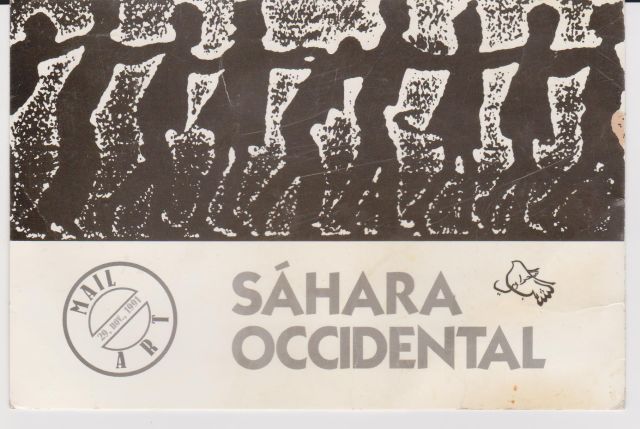 MAIL
29, nov., 1991
ART
SÁHARA
OCCIDENTAL